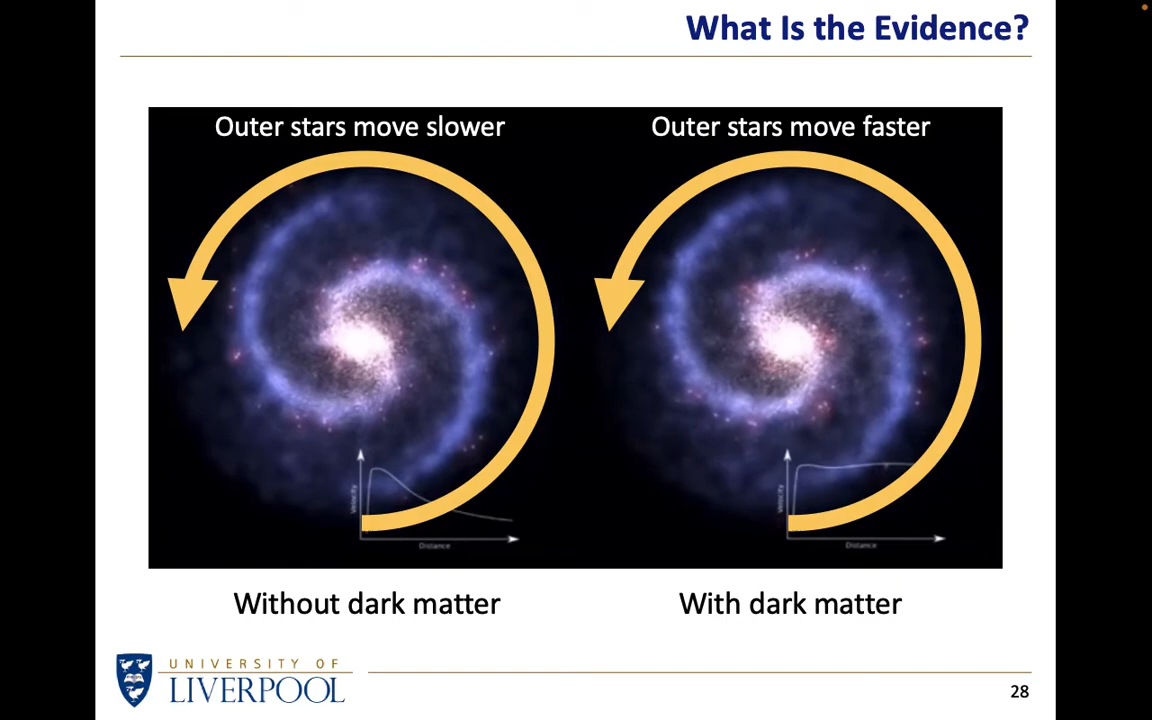 What Is the Evidence?
Outer stars move slower
Outer stars move faster
Velocity
Distance
Velocity
Distance
Without dark matter
With dark matter
UNIVERSITY OF
LIVERPOOL
28